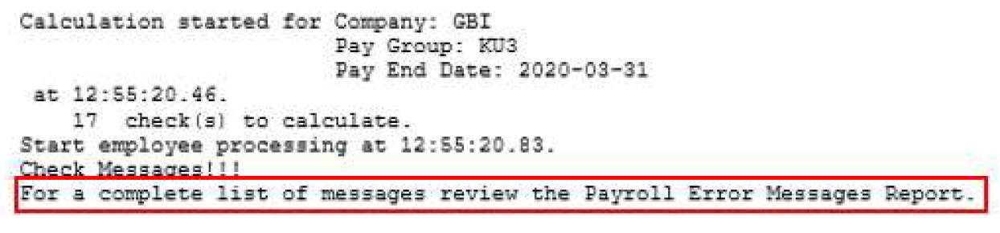 Calculation started for Company: GBI
Pay Group: KU3
Pay End Date: 2020-03-31
at 12:55:20.46.
17 check(s) to calculate.
Start employee processing at 12:55:20.83.
Check Messages!!!
For a complete list of messages review the Payroll Error Messages Report.